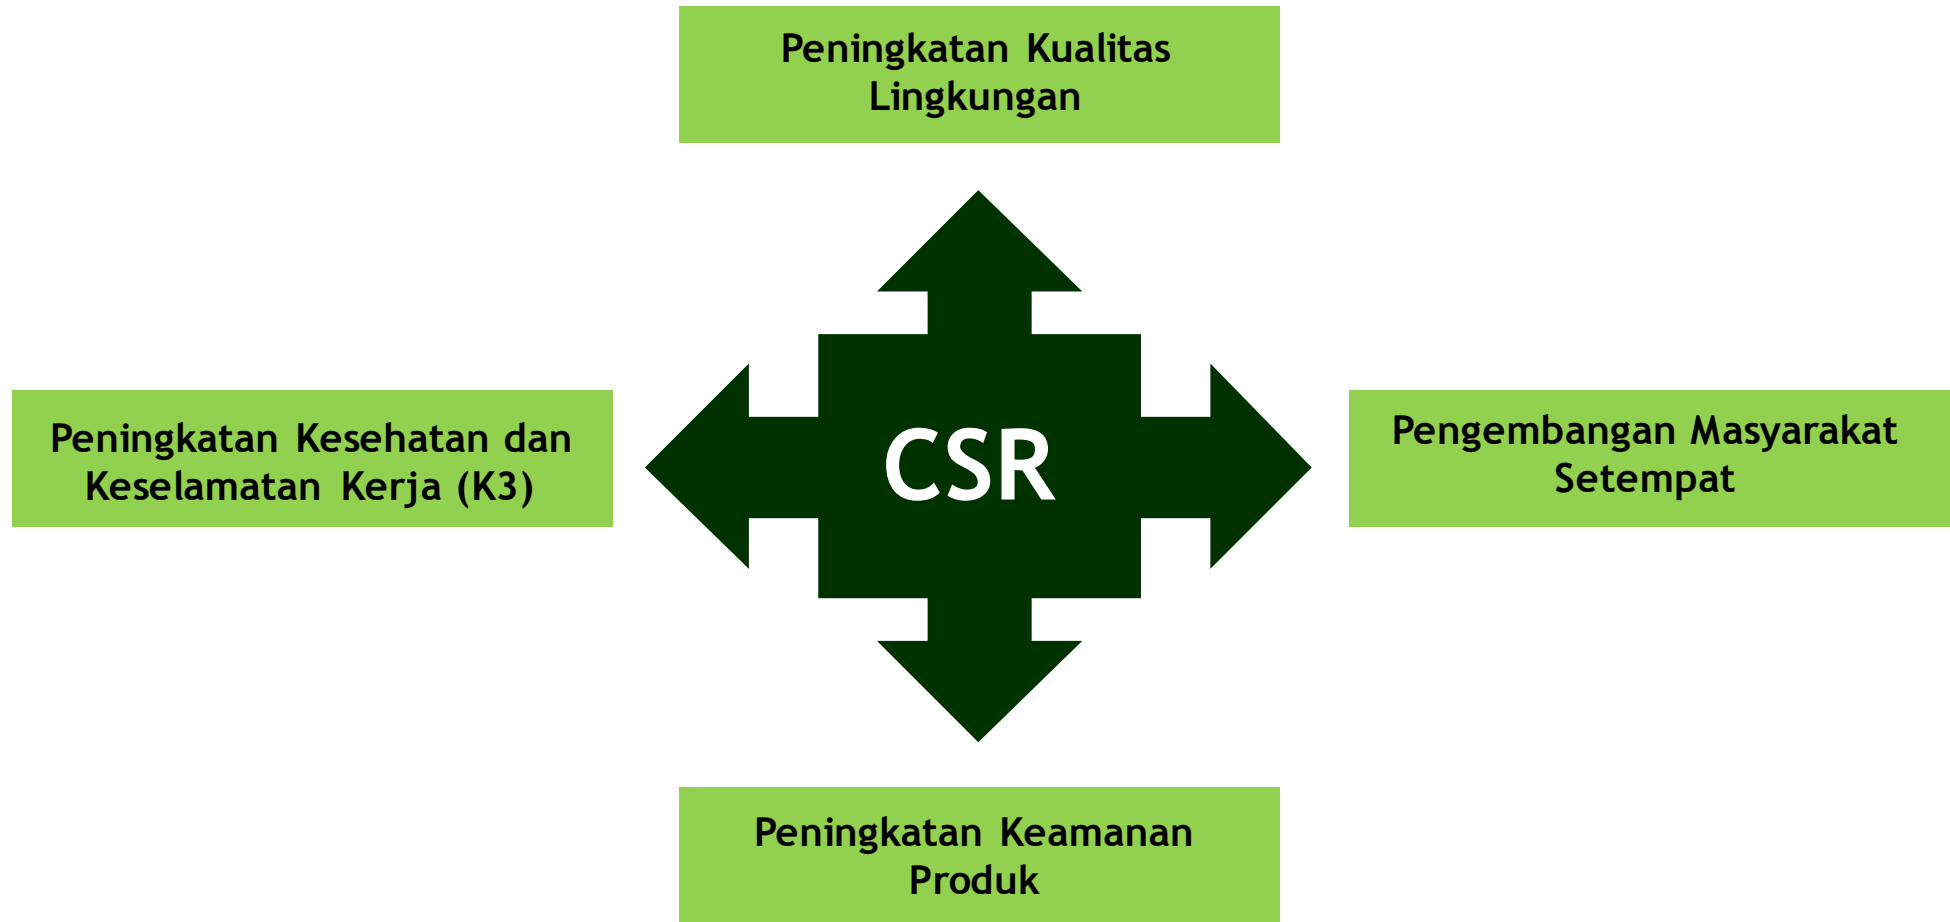 Peningkatan Kualitas
Lingkungan
Peningkatan Kesehatan dan
Keselamatan Kerja (K3)
CSR
Pengembangan Masyarakat
Setempat
Peningkatan Keamanan
Produk